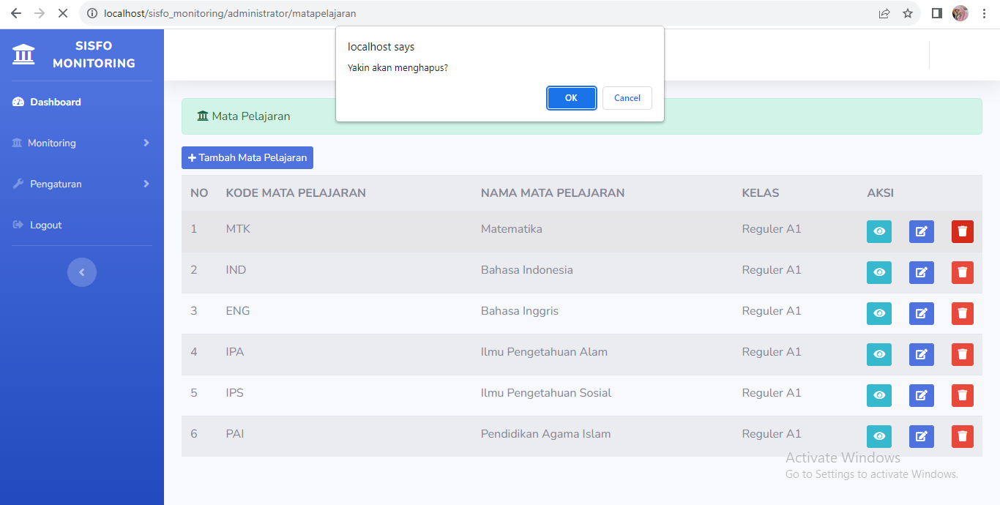 localhost/sisfo_monitoring/administrator/matapelajaran
SISFO
MONITORING
Dashboard
Monitoring
Pengaturan
Logout
localhost says
Yakin akan menghapus?
OK Cancel
Mata Pelajaran
Tambah Mata Pelajaran
NO KODE MATA PELAJARAN NAMA MATA PELAJARAN KELAS AKSI
1 MTK Matematika Reguler A1
2 IND Bahasa Indonesia Reguler A1
3 ENG Bahasa Inggris Reguler A1
4 IPA Ilmu Pengetahuan Alam Reguler A1
5 IPS Ilmu Pengetahuan Sosial Reguler A1
6 PAI Pendidikan Agama Islam Reguler A1
Activate Windows
Go to Settings to activate Windows.